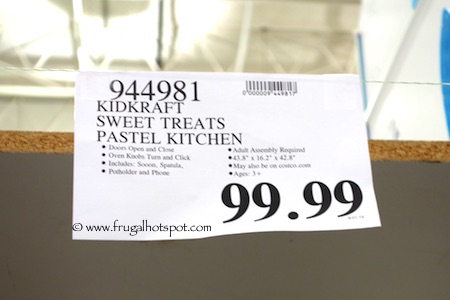 944981
0000009449817
KIDKRAFT
SWEET TREATS
PASTEL KITCHEN
• Doors Open and Close
• Oven Knobs Turn and Click
• Includes: Sooon, Spatula,
• Potholder and Phone
• Adult Assembly Required
• 43.8" x 16.2" x 42.8"
• May also be on costco.com
• Ages: 3+
99.99
© www.frugalhotspot.com